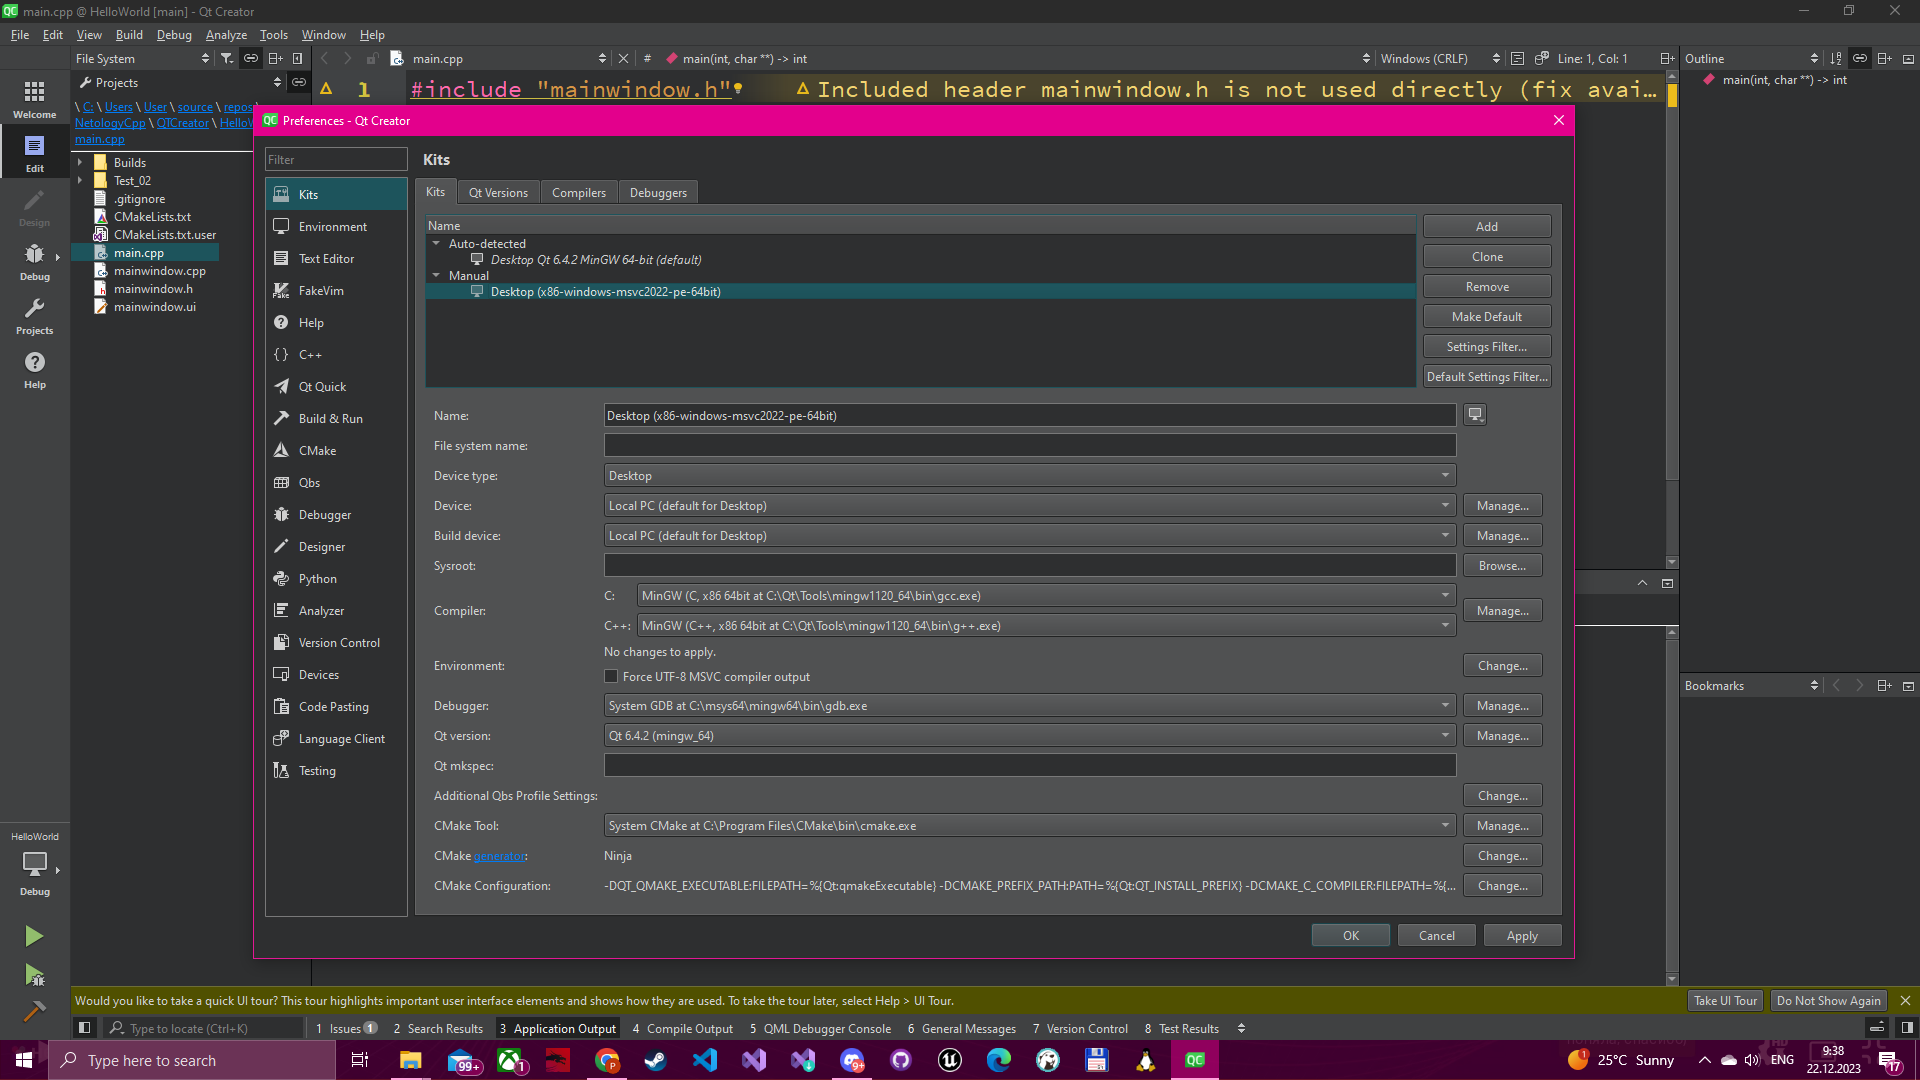 main.cpp @ HelloWorld [main] - Qt Creator
File Edit View Build Debug Analyze Tools Window Help
File System
main.cpp
# main(int, char **) -> int
Windows (CRLF)
Line: 1, Col: 1
Outline
Projects
main(int, char **) -> int
1 #include "mainwindow.h"
Included header mainwindow.h is not used directly (fix avai...
\ C: \ Users \ User \ source \ repos \
NetologyCpp \ QTCreator \ HelloW
main.cpp
Builds
Test_02
.gitignore
CMakeLists.txt
CMakeLists.txt.user
main.cpp
mainwindow.cpp
mainwindow.h
mainwindow.ui
Welcome
Edit
Design
Debug
Projects
Help
HelloWorld
Debug
Preferences - Qt Creator
Filter
Kits
Environment
Text Editor
FakeVim
Help
C++
Qt Quick
Build & Run
CMake
Qbs
Debugger
Designer
Python
Analyzer
Version Control
Devices
Code Pasting
Language Client
Testing
Kits
Kits Qt Versions Compilers Debuggers
Name
Auto-detected
Desktop Qt 6.4.2 MinGW 64-bit (default)
Manual
Desktop (x86-windows-msvc2022-pe-64bit)
Add
Clone
Remove
Make Default
Settings Filter...
Default Settings Filter...
Name: Desktop (x86-windows-msvc2022-pe-64bit)
File system name:
Device type: Desktop
Device: Local PC (default for Desktop) Manage...
Build device: Local PC (default for Desktop) Manage...
Sysroot: Browse...
Compiler:
C: MinGW (C, x86 64bit at C:\Qt\Tools\mingw1120_64\bin\gcc.exe)
Manage...
C++: MinGW (C++, x86 64bit at C:\Qt\Tools\mingw1120_64\bin\g++.exe)
No changes to apply.
Environment: Change...
Force UTF-8 MSVC compiler output
Debugger: System GDB at C:\msys64\mingw64\bin\gdb.exe Manage...
Qt version: Qt 6.4.2 (mingw_64) Manage...
Qt mkspec:
Additional Qbs Profile Settings: Change...
CMake Tool: System CMake at C:\Program Files\CMake\bin\cmake.exe Manage...
CMake generator: Ninja Change...
CMake Configuration: -DQT_QMAKE_EXECUTABLE:FILEPATH=%{Qt:qmakeExecutable} -DCMAKE_PREFIX_PATH:PATH=%{Qt:QT_INSTALL_PREFIX} -DCMAKE_C_COMPILER:FILEPATH=%{... Change...
OK Cancel Apply
Bookmarks
Would you like to take a quick UI tour? This tour highlights important user interface elements and shows how they are used. To take the tour later, select Help > UI Tour.
Take UI Tour
Do Not Show Again
Type to locate (Ctrl+K)
1 Issues 1
2 Search Results
3 Application Output
4 Compile Output
5 QML Debugger Console
6 General Messages
7 Version Control
8 Test Results
Type here to search
99+
1
9+
25°C Sunny
ENG
9:38
22.12.2023
17